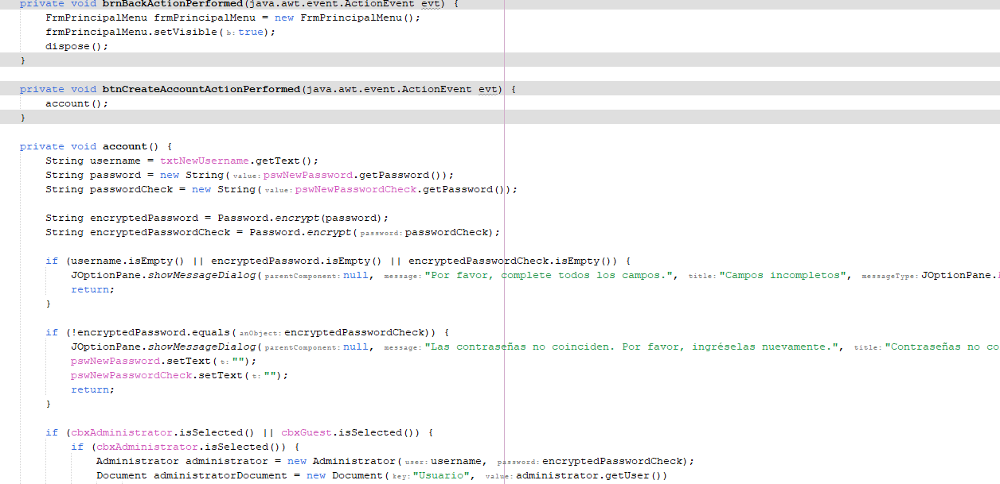 private void brnBackActionPerformed(java.awt.event.ActionEvent evt) {
FrmPrincipalMenu frmPrincipalMenu = new FrmPrincipalMenu();
frmPrincipalMenu.setVisible(b: true);
dispose();
}
private void btnCreateAccountActionPerformed(java.awt.event.ActionEvent evt) {
account();
}
private void account() {
String username = txtNewUsername.getText();
String password = new String(value: pswNewPassword.getPassword());
String passwordCheck = new String(value: pswNewPasswordCheck.getPassword());
String encryptedPassword = Password.encrypt(password);
String encryptedPasswordCheck = Password.encrypt(password: passwordCheck);
if (username.isEmpty() || encryptedPassword.isEmpty() || encryptedPasswordCheck.isEmpty()) {
JOptionPane.showMessageDialog(parentComponent: null, message: "Por favor, complete todos los campos.", title: "Campos incompletos", messageType: JOptionPane.
return;
}
if (!encryptedPassword.equals(anObject: encryptedPasswordCheck)) {
JOptionPane.showMessageDialog(parentComponent: null, message: "Las contraseñas no coinciden. Por favor, ingréselas nuevamente.", title: "Contraseñas no co
pswNewPassword.setText(t: "");
pswNewPasswordCheck.setText(t: "");
return;
}
if (cbxAdministrator.isSelected() || cbxGuest.isSelected()) {
if (cbxAdministrator.isSelected()) {
Administrator administrator = new Administrator(user: username, password: encryptedPasswordCheck);
Document administratorDocument = new Document(key: "Usuario", value: administrator.getUser())